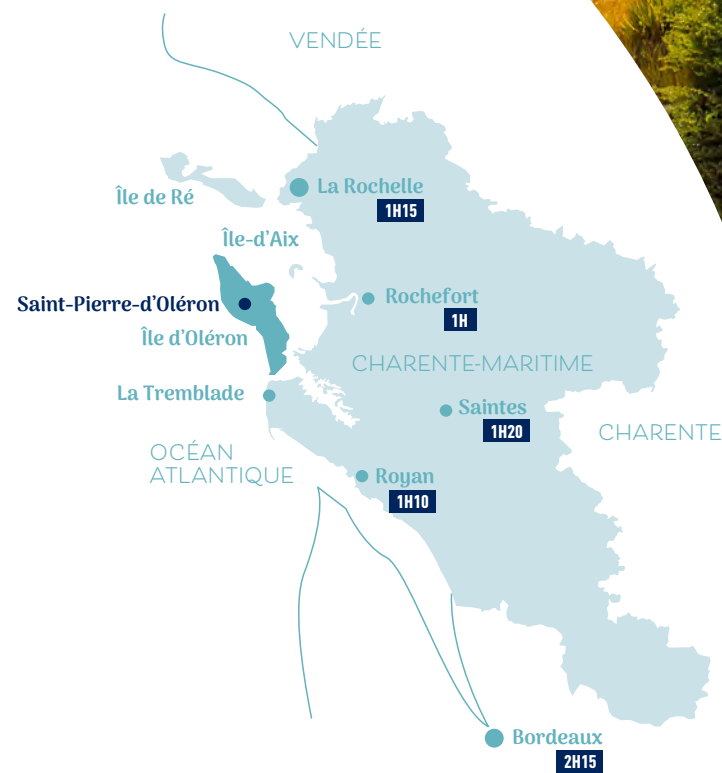 VENDÉE
La Rochelle
1H15
Île de Ré
Île-d'Aix
Saint-Pierre-d'Oléron
Rochefort
1H
Île d'Oléron
CHARENTE-MARITIME
La Tremblade
Saintes
1H20
CHARENTE
OCÉAN
ATLANTIQUE
Royan
1H10
Bordeaux
2H15